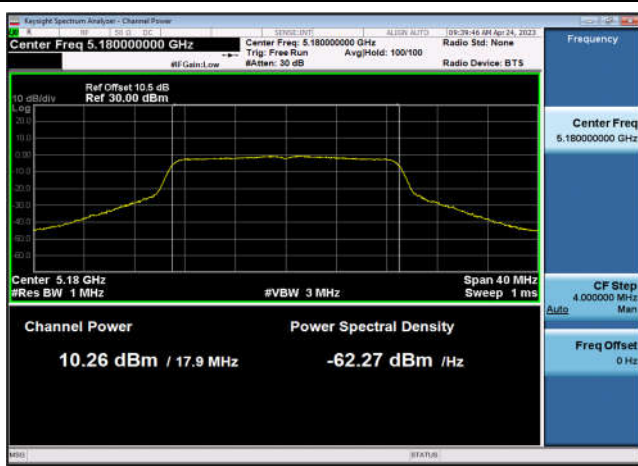 Keysight Spectrum Analyzer - Channel Power
R RF 50 Ω DC SENSE:INT ALIGN AUTO 09:39:46 AM Apr 24, 2023
Center Freq 5.180000000 GHz Center Freq: 5.180000000 GHz Radio Std: None
Trig: Free Run Avg|Hold: 100/100
#IFGain:Low #Atten: 30 dB Radio Device: BTS
Frequency
Ref Offset 10.5 dB
10 dB/div Ref 30.00 dBm
Log
20.0
10.0
0.00
-10.0
-20.0
-30.0
-40.0
-50.0
-60.0
Center Freq
5.180000000 GHz
Center 5.18 GHz Span 40 MHz
#Res BW 1 MHz #VBW 3 MHz Sweep 1 ms
CF Step
4.000000 MHz
Auto Man
Channel Power Power Spectral Density
10.26 dBm / 17.9 MHz -62.27 dBm /Hz
Freq Offset
0 Hz
MSG STATUS